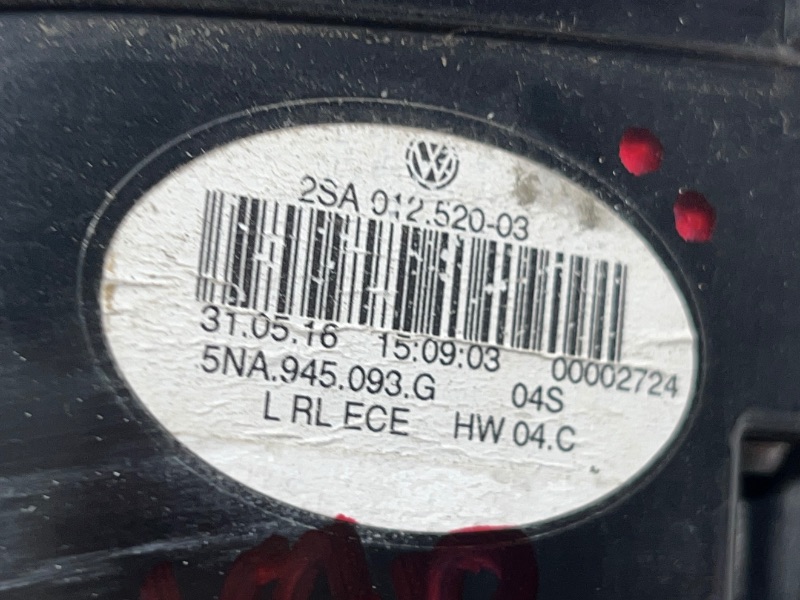 2SA 012.520-03
31.05.16 15:09:03 00002724
5NA.945.093.G 04S
L RL ECE HW 04.C